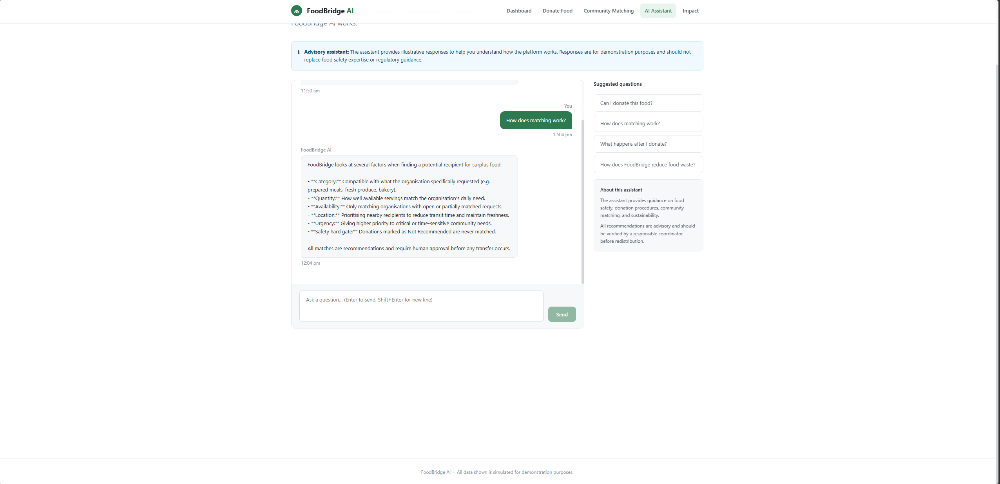 FoodBridge AI
Dashboard
Donate Food
Community Matching
AI Assistant
Impact
FoodBridge AI works.
i Advisory assistant: The assistant provides illustrative responses to help you understand how the platform works. Responses are for demonstration purposes and should not
replace food safety expertise or regulatory guidance.
11:50 am
You
How does matching work?
12:04 pm
FoodBridge AI
FoodBridge looks at several factors when finding a potential recipient for surplus food:
- **Category:** Compatible with what the organisation specifically requested (e.g.
prepared meals, fresh produce, bakery).
- **Quantity:** How well available servings match the organisation's daily need.
- **Availability:** Only matching organisations with open or partially matched requests.
- **Location:** Prioritising nearby recipients to reduce transit time and maintain freshness.
- **Urgency:** Giving higher priority to critical or time-sensitive community needs.
- **Safety hard gate:** Donations marked as Not Recommended are never matched.
All matches are recommendations and require human approval before any transfer occurs.
12:04 pm
Ask a question... (Enter to send, Shift+Enter for new line)
Send
Suggested questions
Can I donate this food?
How does matching work?
What happens after I donate?
How does FoodBridge reduce food waste?
About this assistant
The assistant provides guidance on food
safety, donation procedures, community
matching, and sustainability.
All recommendations are advisory and should
be verified by a responsible coordinator
before redistribution.
FoodBridge AI · All data shown is simulated for demonstration purposes.